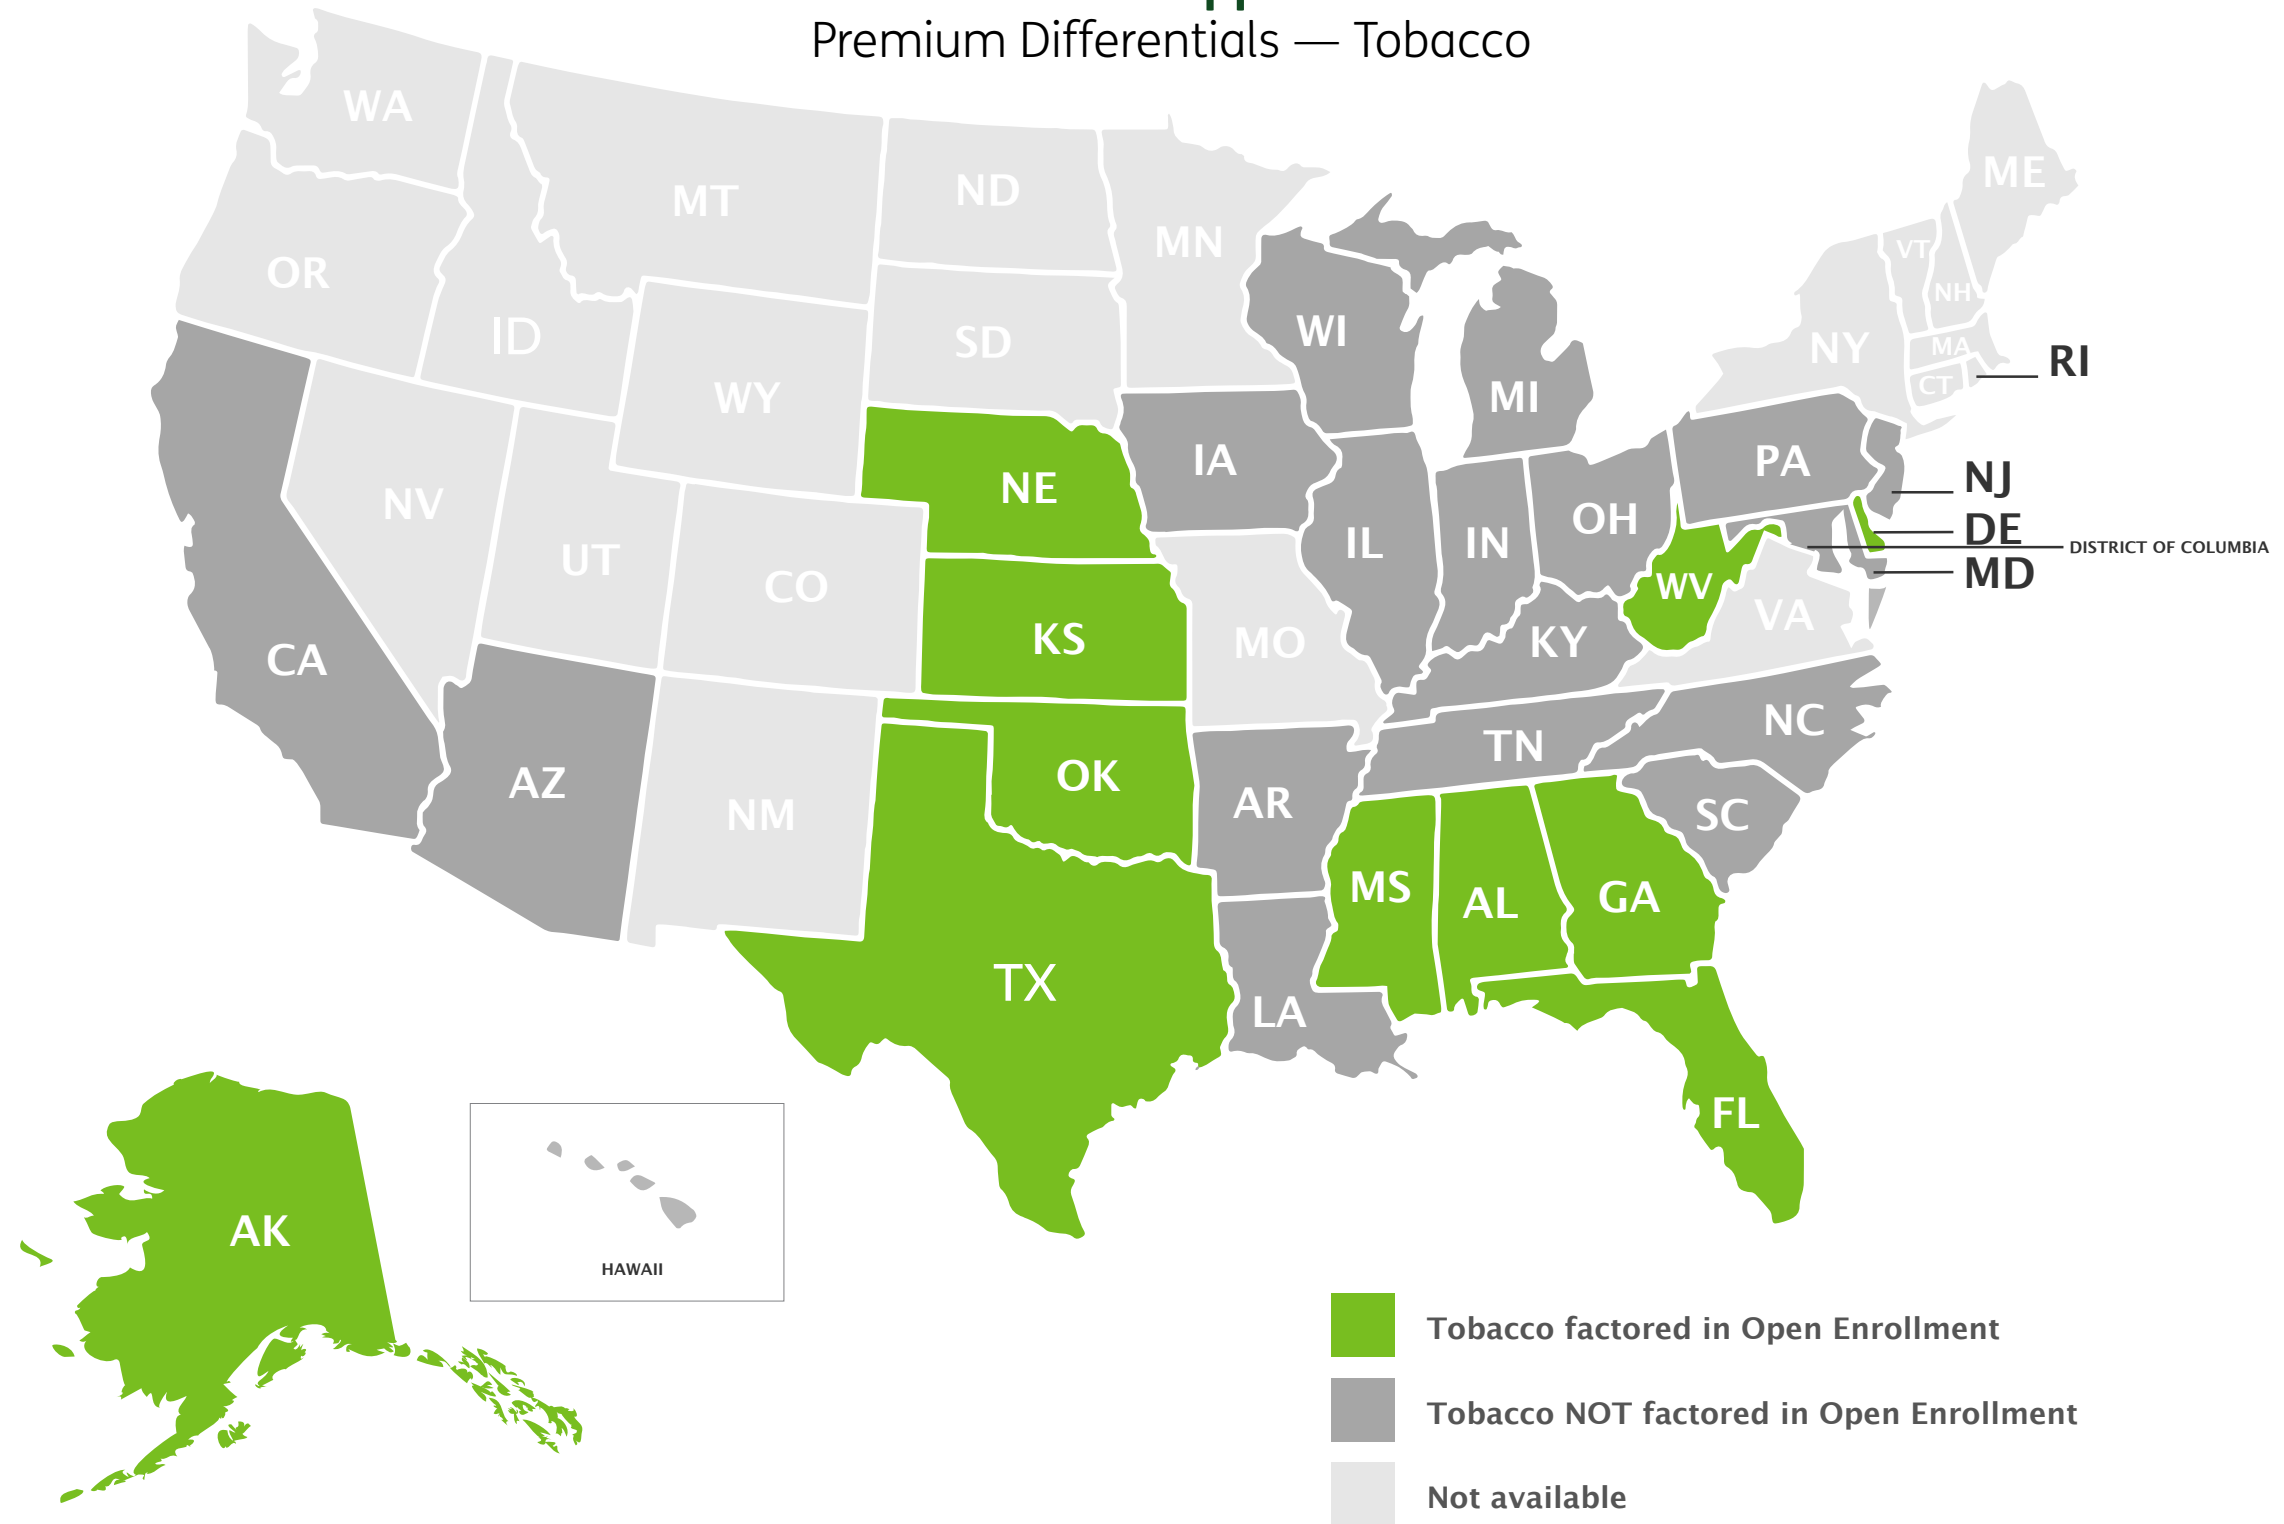 Premium Differentials — Tobacco
WA
MT
ND
MN
ME
OR
ID
SD
WI
VT
NH
NY
MA
RI
CT
WY
MI
NV
NE
IA
PA
NJ
UT
CO
IL
IN
OH
DE
DISTRICT OF COLUMBIA
MD
WV
VA
CA
KS
MO
KY
AZ
NM
OK
AR
TN
NC
SC
MS
AL
GA
TX
LA
FL
AK
HAWAII
Tobacco factored in Open Enrollment
Tobacco NOT factored in Open Enrollment
Not available